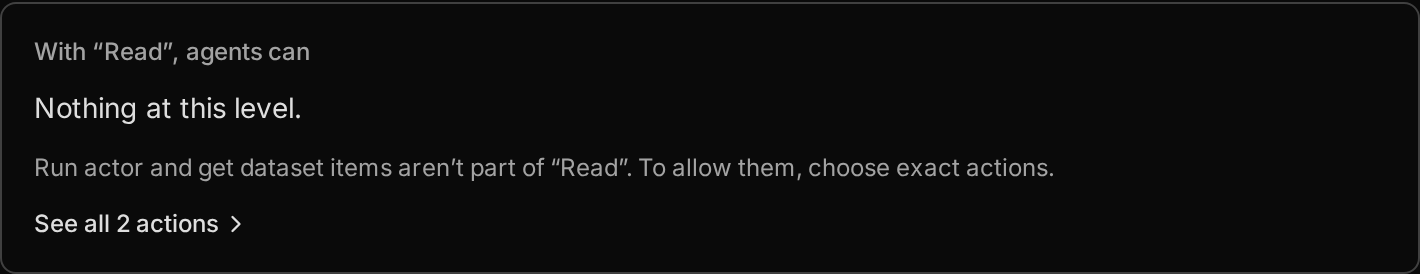 With “Read”, agents can
Nothing at this level.
Run actor and get dataset items aren’t part of “Read”. To allow them, choose exact actions.
See all 2 actions